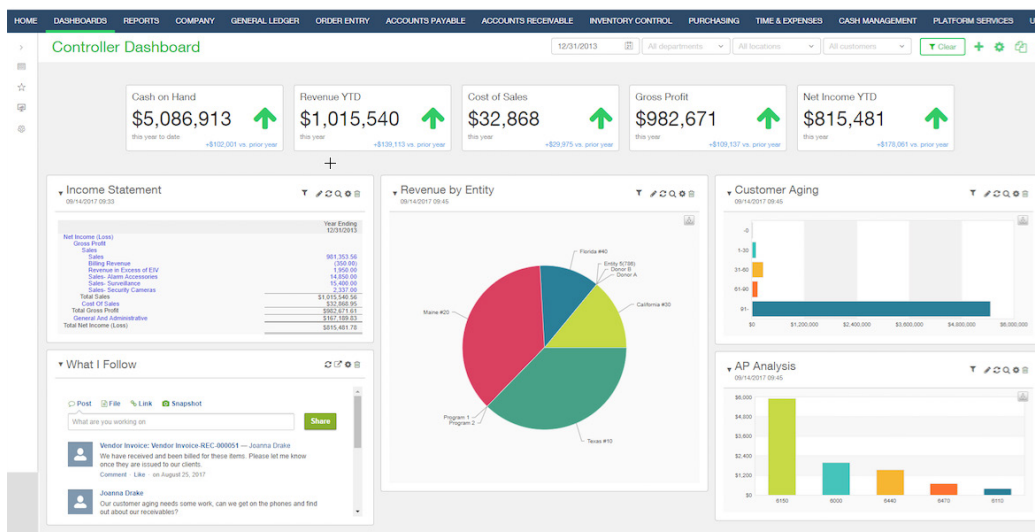 HOME DASHBOARDS REPORTS COMPANY GENERAL LEDGER ORDER ENTRY ACCOUNTS PAYABLE ACCOUNTS RECEIVABLE INVENTORY CONTROL PURCHASING TIME & EXPENSES CASH MANAGEMENT PLATFORM SERVICES U
Controller Dashboard
12/31/2013 All departments All locations All customers Clear
Cash on Hand
$5,086,913
this year to date
+$102,001 vs. prior year
Revenue YTD
$1,015,540
this year
+$139,113 vs. prior year
Cost of Sales
$32,868
this year
+$29,975 vs. prior year
Gross Profit
$982,671
this year
+$109,137 vs. prior year
Net Income YTD
$815,481
this year
+$178,061 vs. prior year
Income Statement
09/14/2017 09:33
Year Ending
12/31/2013
Net Income (Loss)
Gross Profit
Sales
Sales 981,353.56
Billing Revenue (350.00)
Revenue in Excess of EIV 1,950.00
Sales- Alarm Accessories 14,850.00
Sales- Surveillance 15,400.00
Sales- Security Cameras 2,337.00
Total Sales $1,015,540.56
Cost Of Sales $32,868.95
Total Gross Profit $982,671.61
General And Administrative $167,189.83
Total Net Income (Loss) $815,481.78
What I Follow
Post File Link Snapshot
What are you working on
Share
Vendor Invoice: Vendor Invoice-REC-000051 — Joanna Drake
We have received and been billed for these items. Please let me know
once they are issued to our clients.
Comment · Like · on August 25, 2017
Joanna Drake
Our customer aging needs some work, can we get on the phones and find
out about our receivables?
Revenue by Entity
09/14/2017 09:45
Florida #40
Entity 5(786)
Donor B
Donor A
California #30
Maine #20
Program 1
Program 2
Texas #10
Customer Aging
09/14/2017 09:45
-0
1-30
31-60
61-90
91-
$0 $1,200,000 $2,400,000 $3,600,000 $4,800,000 $6,000,000
AP Analysis
09/14/2017 09:45
$6,000
$4,800
$3,600
$2,400
$1,200
$0
6150 6000 6440 6470 6110